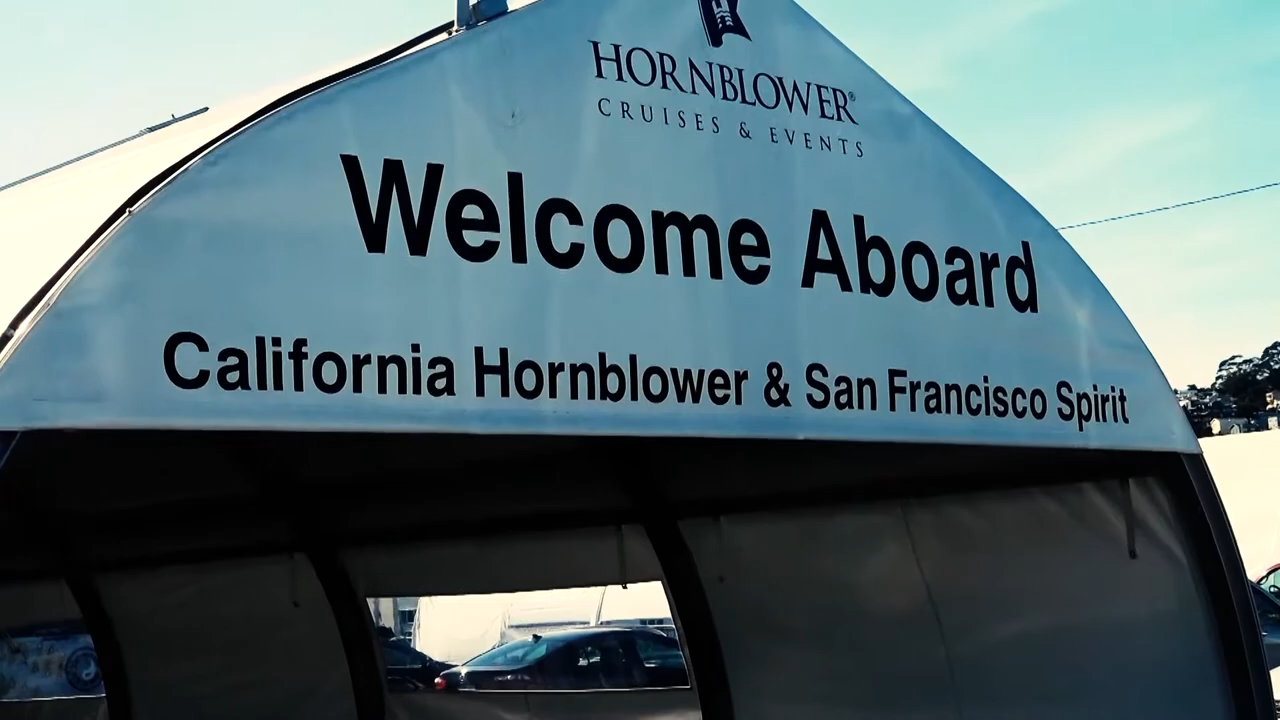 HORNBLOWER®
CRUISES & EVENTS
Welcome Aboard
California Hornblower & San Francisco Spirit